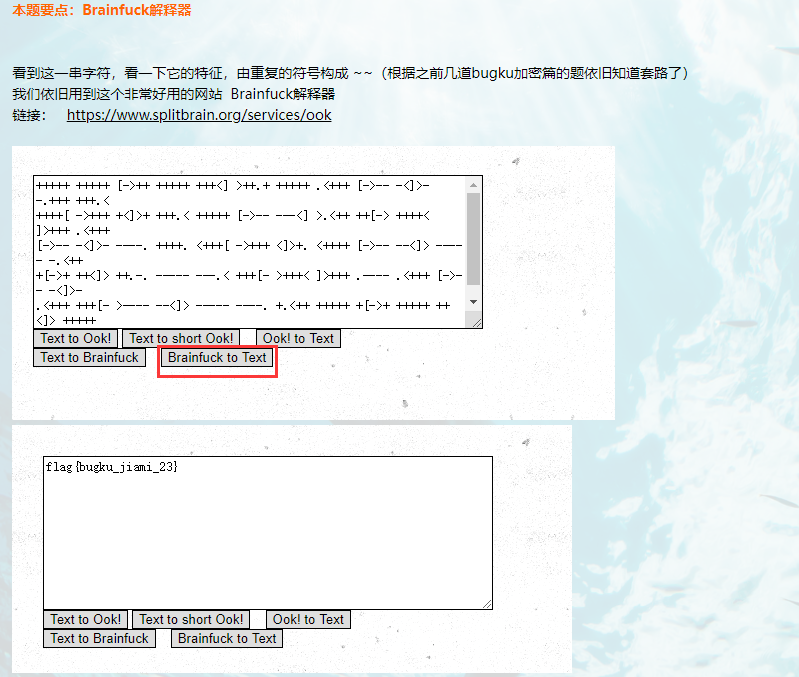 本题要点：Brainfuck解释器
看到这一串字符，看一下它的特征，由重复的符号构成 ~~（根据之前几道bugku加密篇的题依旧知道套路了）
我们依旧用到这个非常好用的网站  Brainfuck解释器
链接：   https://www.splitbrain.org/services/ook
+++++ +++++ [->++ +++++ +++<] >++.+ +++++ .<+++ [->-- -<]>-
-.+++ +++.<
++++[ ->+++ +<]>+ +++.< +++++ [->-- ---<] >.<++ ++[-> ++++<
]>+++ .<+++
[->-- -<]>- ----. ++++. <+++[ ->+++ <]>+. <++++ [->-- --<]> ----
- -.<++
+[->+ ++<]> ++.-. ----- ---.< +++[- >+++< ]>+++ .---- .<+++ [->-
- -<]>-
.<+++ +++[- >---- --<]> ----- ----. +.<++ +++++ +[->+ +++++ ++
<]> +++++
Text to Ook! Text to short Ook! Ook! to Text
Text to Brainfuck Brainfuck to Text
flag{bugku_jiami_23}
Text to Ook! Text to short Ook! Ook! to Text
Text to Brainfuck Brainfuck to Text